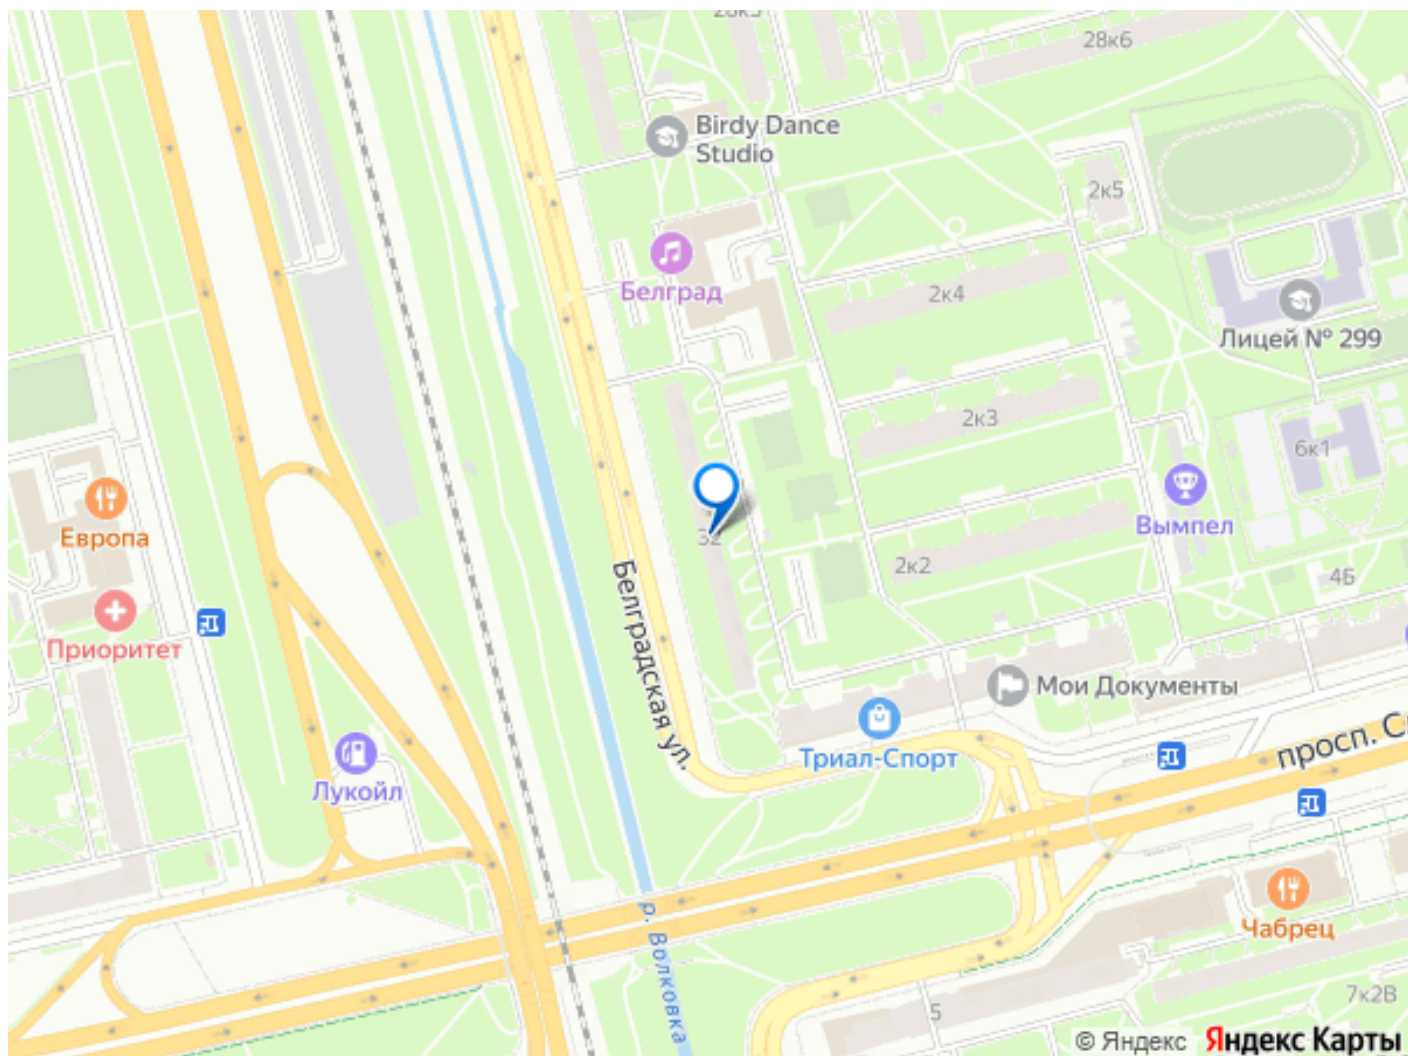 28к6
Birdy Dance
Studio
2к5
Белград
2к4
Лицей № 299
2к3
6к1
Европа
Вымпел
32
2к2
4Б
Приоритет
Белградская ул.
Мои Документы
Триал-Спорт
просп. С
Лукойл
Чабрец
р. Волковка
7к2В
5
© Яндекс Яндекс Карты